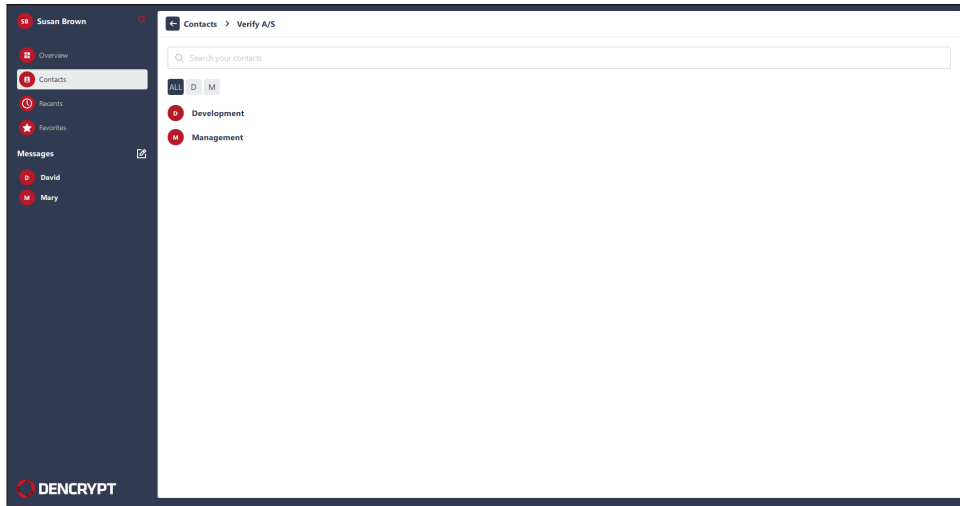 SB Susan Brown
Overview
Contacts
Recents
Favorites
Messages
D David
M Mary
DENCRYPT
Contacts > Verify A/S
Search your contacts
ALL D M
D Development
M Management